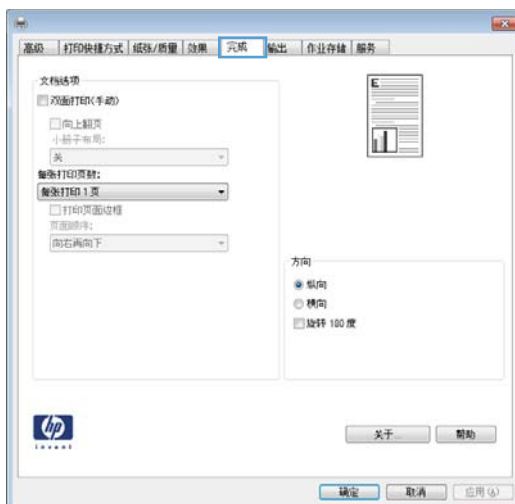 高级 打印快捷方式 纸张/质量 效果 完成 输出 作业存储 服务
文档选项
双面打印(手动)
向上翻页
小册子布局:
关
每张打印页数:
每张打印 1 页
打印页面边框
页面顺序:
向右再向下
E
方向
纵向
横向
旋转 180 度
hp
invent
关于...
帮助
确定
取消
应用(A)